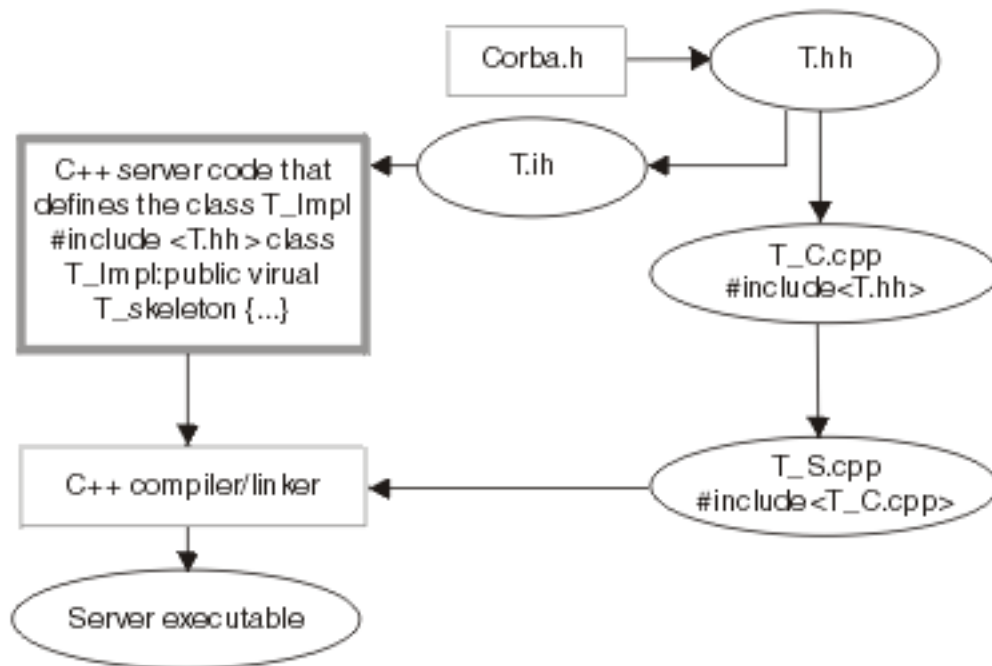 Corba.h
T.hh
T.ih
C++ server code that
defines the class T_Impl
#include <T.hh> class
T_Impl:public virual
T_skeleton {...}
T_C.cpp
#include<T.hh>
C++ compiler/linker
T_S.cpp
#include<T_C.cpp>
Server executable